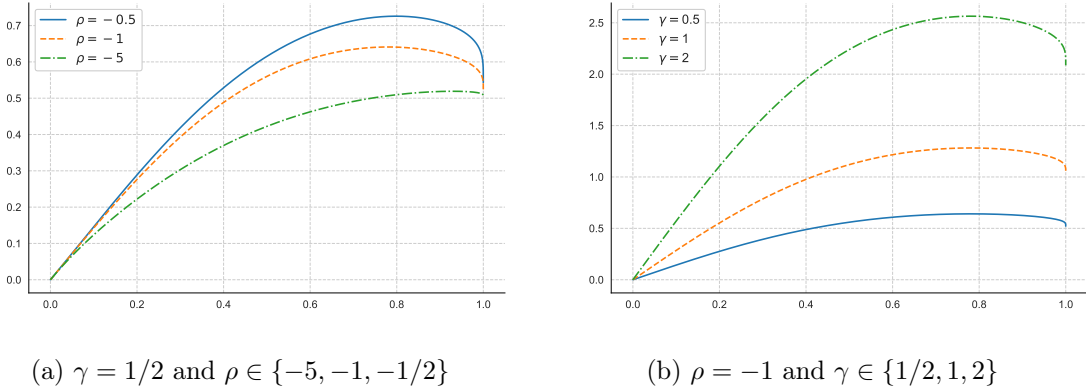 0.7
0.6
0.5
0.4
0.3
0.2
0.1
0.0
ρ = − 0.5
ρ = − 1
ρ = − 5
0.0 0.2 0.4 0.6 0.8 1.0
(a) γ = 1/2 and ρ ∈ {−5, −1, −1/2}
2.5
2.0
1.5
1.0
0.5
0.0
γ = 0.5
γ = 1
γ = 2
0.0 0.2 0.4 0.6 0.8 1.0
(b) ρ = −1 and γ ∈ {1/2, 1, 2}